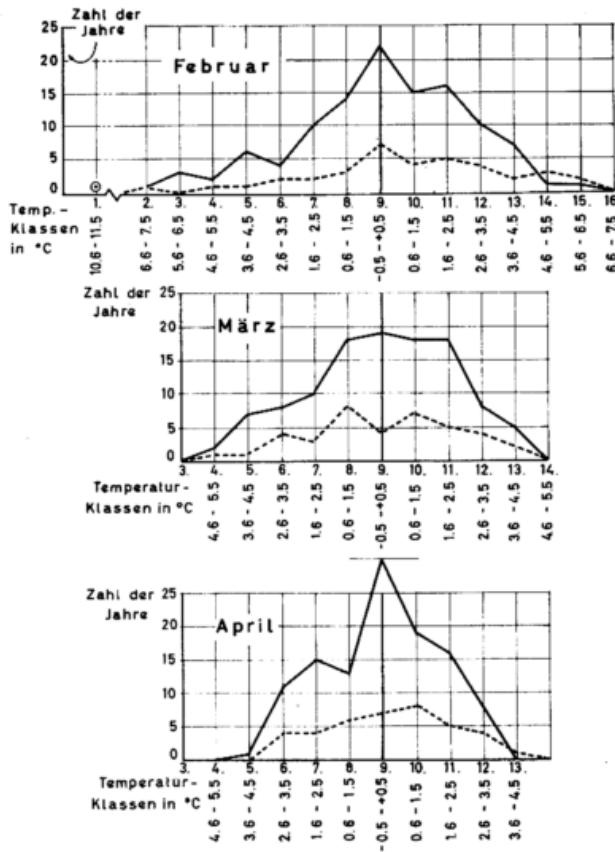 Zahl der
Jahre
Februar
25
20
15
10
5
0
1. 2. 3. 4. 5. 6. 7. 8. 9. 10. 11. 12. 13. 14. 15. 16.
Temp.-
Klassen
in °C
10.6 - 11.5
6.6 - 7.5
5.6 - 6.5
4.6 - 5.5
3.6 - 4.5
2.6 - 3.5
1.6 - 2.5
0.6 - 1.5
-0.5 - +0.5
0.6 - 1.5
1.6 - 2.5
2.6 - 3.5
3.6 - 4.5
4.6 - 5.5
5.6 - 6.5
6.6 - 7.5
Zahl der
Jahre
März
20
15
10
5
0
3. 4. 5. 6. 7. 8. 9. 10. 11. 12. 13. 14.
Temperatur-
Klassen in °C
4.6 - 5.5
3.6 - 4.5
2.6 - 3.5
1.6 - 2.5
0.6 - 1.5
-0.5 - +0.5
0.6 - 1.5
1.6 - 2.5
2.6 - 3.5
3.6 - 4.5
4.6 - 5.5
Zahl der
Jahre
April
25
20
15
10
5
0
3. 4. 5. 6. 7. 8. 9. 10. 11. 12. 13. 14.
Temperatur-
Klassen in °C
4.6 - 5.5
3.6 - 4.5
2.6 - 3.5
1.6 - 2.5
0.6 - 1.5
-0.5 - +0.5
0.6 - 1.5
1.6 - 2.5
2.6 - 3.5
3.6 - 4.5